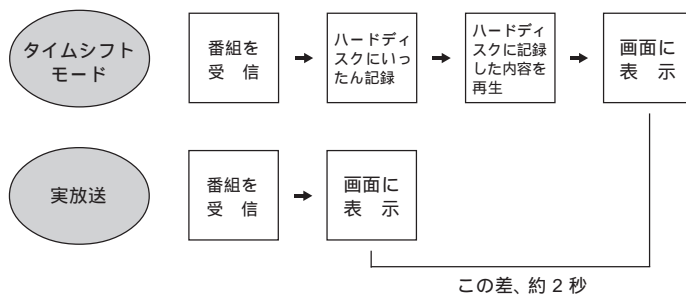 タイムシフト
モード
番組を
受 信
ハードディ
スクにいっ
たん記録
ハードディ
スクに記録
した内容を
再生
画面に
表 示
実放送
番組を
受 信
画面に
表 示
この差、約 2 秒